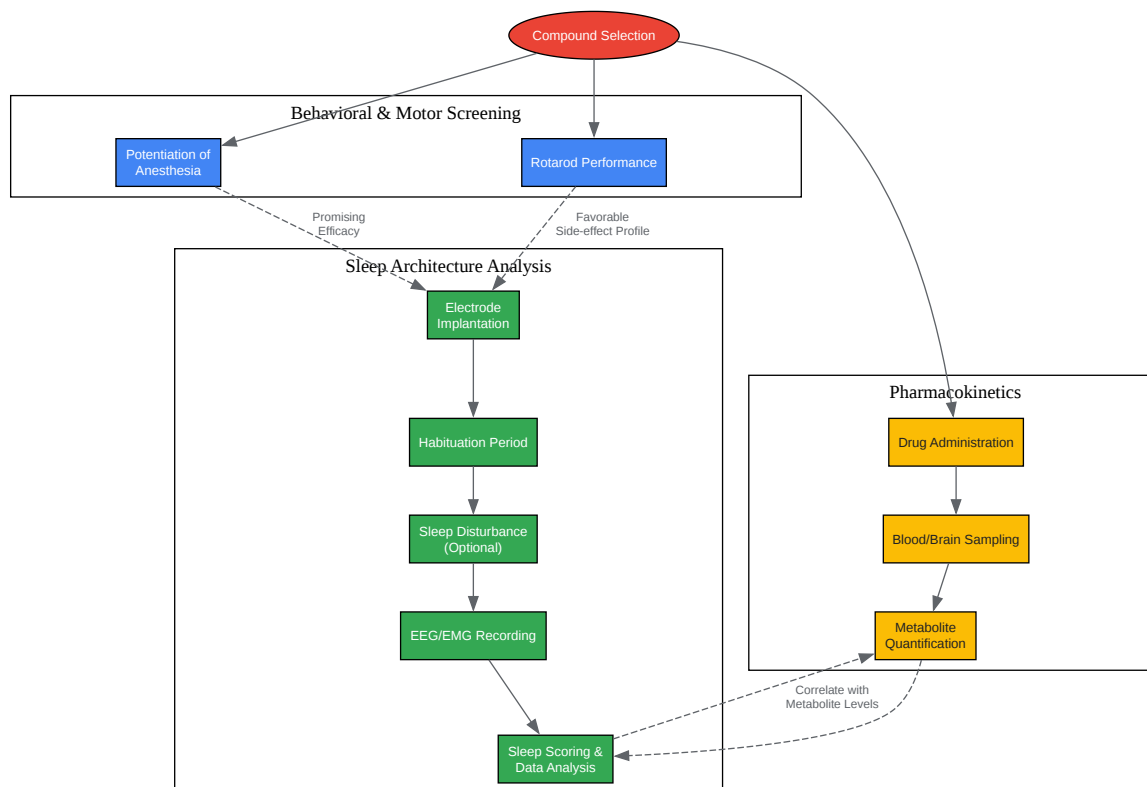 Compound Selection
Behavioral & Motor Screening
Potentiation of
Anesthesia
Rotarod Performance
Promising
Efficacy
Favorable
Side-effect Profile
Sleep Architecture Analysis
Electrode
Implantation
Habituation Period
Sleep Disturbance
(Optional)
EEG/EMG Recording
Sleep Scoring &
Data Analysis
Pharmacokinetics
Drug Administration
Blood/Brain Sampling
Metabolite
Quantification
Correlate with
Metabolite Levels